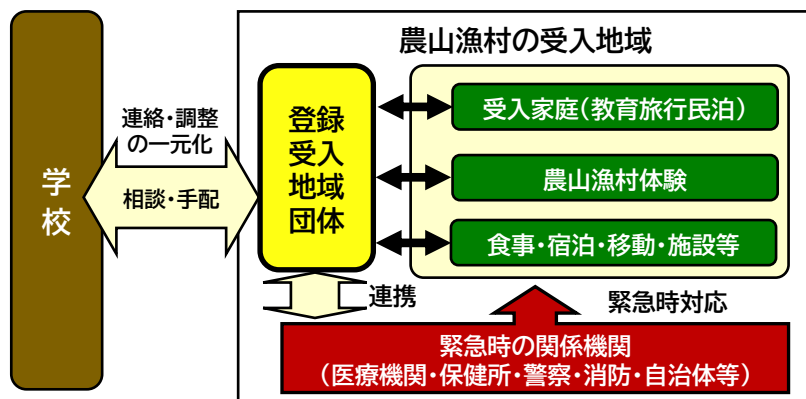 農山漁村の受入地域
学校
連絡・調整
の一元化
相談・手配
登録
受入
地域
団体
受入家庭(教育旅行民泊)
農山漁村体験
食事・宿泊・移動・施設等
連携
緊急時対応
緊急時の関係機関
(医療機関・保健所・警察・消防・自治体等)